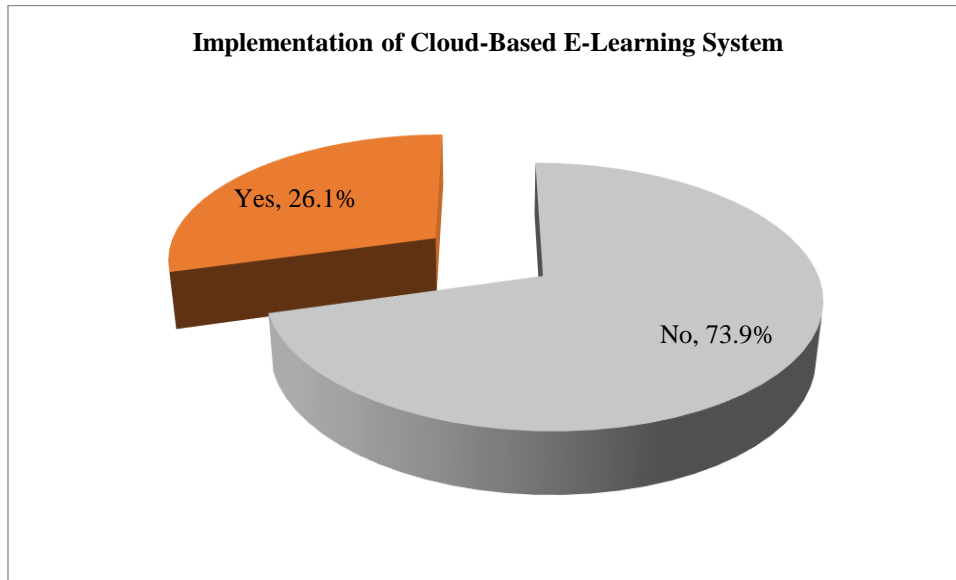 Implementation of Cloud-Based E-Learning System
Yes, 26.1%
No, 73.9%